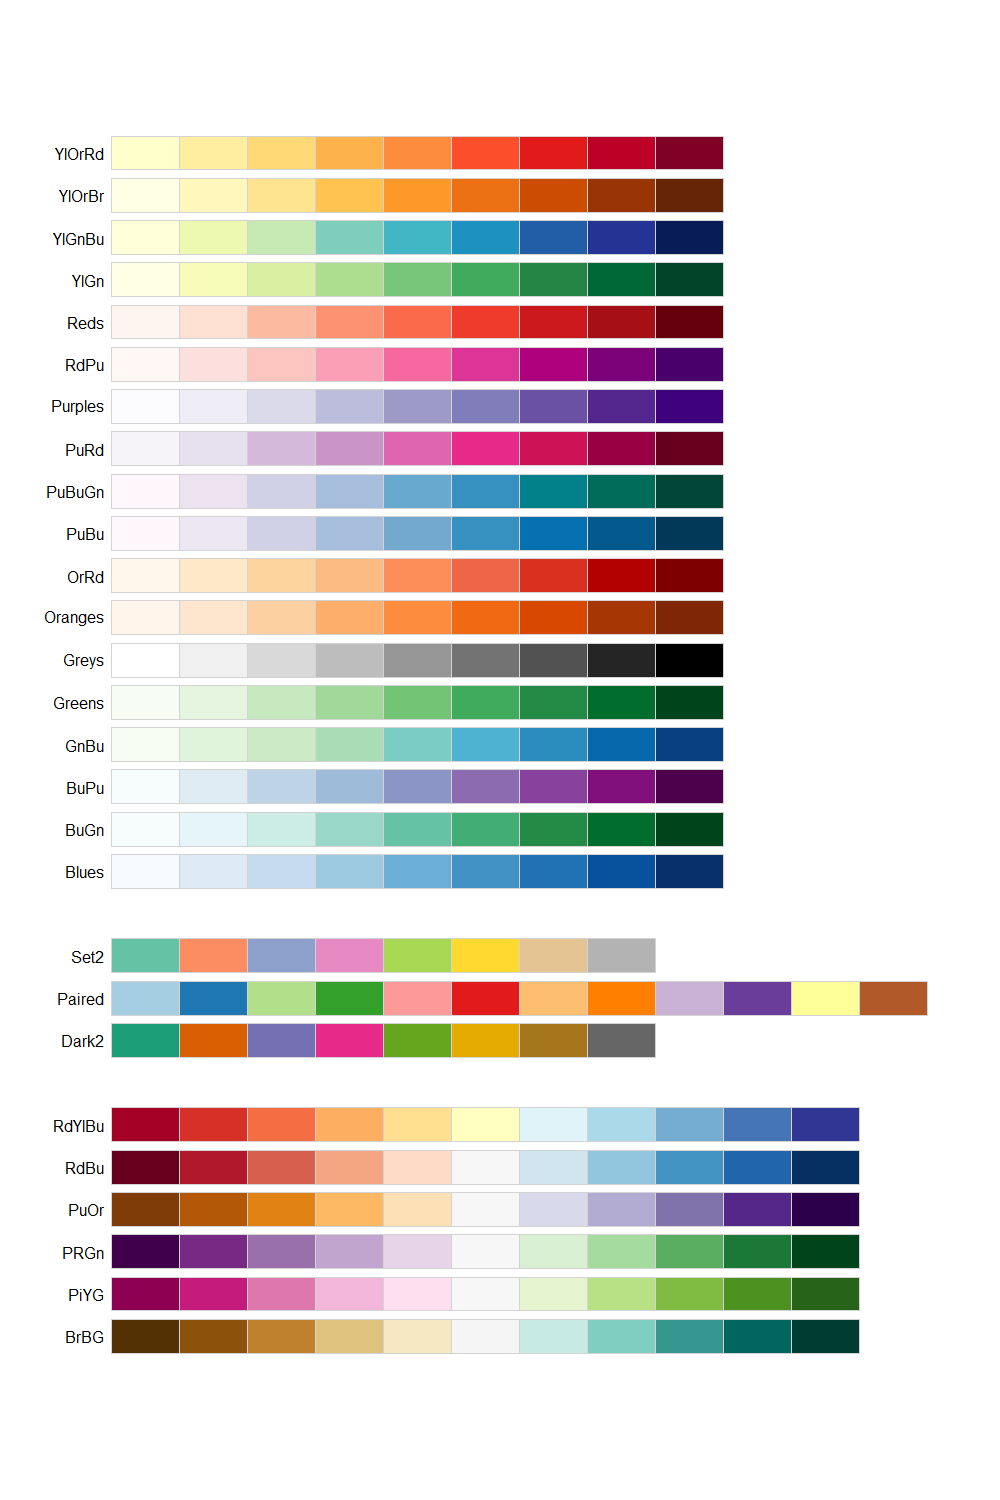 YlOrRd
YlOrBr
YlGnBu
YlGn
Reds
RdPu
Purples
PuRd
PuBuGn
PuBu
OrRd
Oranges
Greys
Greens
GnBu
BuPu
BuGn
Blues
Set2
Paired
Dark2
RdYlBu
RdBu
PuOr
PRGn
PiYG
BrBG